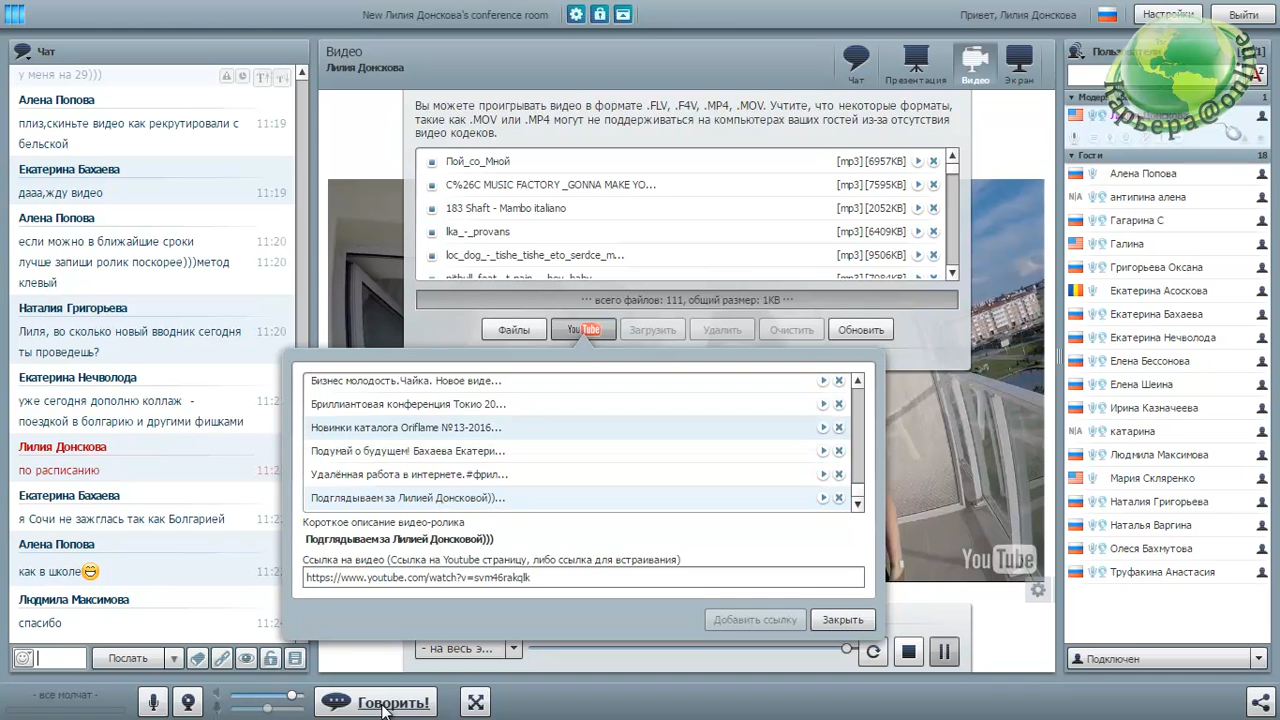 New Лилия Донскова's conference room
Привет, Лилия Донскова
Настройки
Выйти
Чат
у меня на 29)))
Алена Попова
плиз,скиньте видео как рекрутировали с 11:19
бельской
Екатерина Бахаева
дааа,жду видео 11:19
Алена Попова
если можно в ближайшие сроки 11:20
лучше запиши ролик поскорее)))метод 11:20
клевый
Наталия Григорьева
Лиля, во сколько новый вводник сегодня
ты проведешь?
Екатерина Нечволода
уже сегодня дополню коллаж -
поездкой в болгарию и другими фишками
Лилия Донскова
по расписанию
Екатерина Бахаева
я Сочи не зажглась так как Болгарией
Алена Попова
как в школе
Людмила Максимова
спасибо
Послать
- все молчат -
Говорить!
Видео
Лилия Донскова
Чат
Презентация
Видео
Экран
Вы можете проигрывать видео в формате .FLV, .F4V, .MP4, .MOV. Учтите, что некоторые форматы,
такие как .MOV или .MP4 могут не поддерживаться на компьютерах ваших гостей из-за отсутствия
видео кодеков.
Пой_со_Мной [mp3] [6957KB]
C%26C MUSIC FACTORY _GONNA MAKE YO... [mp3] [7595KB]
183 Shaft - Mambo italiano [mp3] [2052KB]
lka_-_provans [mp3] [6409KB]
loc_dog_-_tishe_tishe_eto_serdce_m... [mp3] [9506KB]
··· всего файлов: 111, общий размер: 1KB ···
Файлы
YouTube
Загрузить
Удалить
Очистить
Обновить
Бизнес молодость.Чайка. Новое виде...
Бриллиантовая конференция Токио 20...
Новинки каталога Oriflame №13-2016...
Подумай о будущем! Бахаева Екатери...
Удалённая работа в интернете.#фрил...
Подглядываем за Лилией Донсковой))...
Короткое описание видео-ролика
Подглядываем за Лилией Донсковой)))
Ссылка на видео (Ссылка на Youtube страницу, либо ссылка для встраивания)
https://www.youtube.com/watch?v=svm46rakqlk
Добавить ссылку
Закрыть
YouTube
- на весь э...
карьера@online
Гости 18
Алена Попова
N/A антипина алена
Гагарина С
Галина
Григорьева Оксана
Екатерина Асоскова
Екатерина Бахаева
Екатерина Нечволода
Елена Бессонова
Елена Шеина
Ирина Казначеева
N/A катарина
Людмила Максимова
Мария Скляренко
Наталия Григорьева
Наталья Варгина
Олеся Бахмутова
Труфакина Анастасия
Подключен